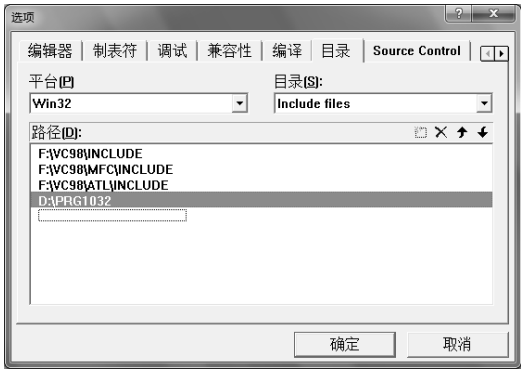 选项
编辑器 制表符 调试 兼容性 编译 目录 Source Control
平台(P) 目录(S):
Win32 Include files
路径(D):
F:\VC98\INCLUDE
F:\VC98\MFC\INCLUDE
F:\VC98\ATL\INCLUDE
D:\PRG1032
确定 取消